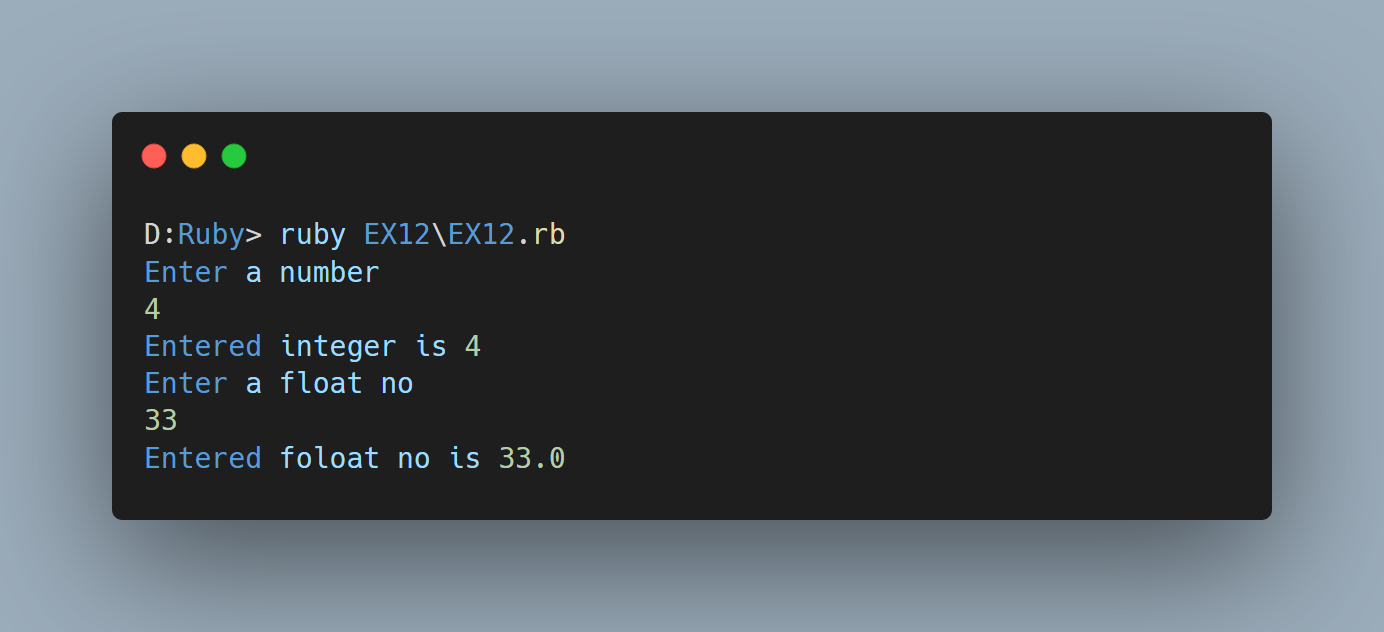 D:Ruby> ruby EX12\EX12.rb
Enter a number
4
Entered integer is 4
Enter a float no
33
Entered foloat no is 33.0